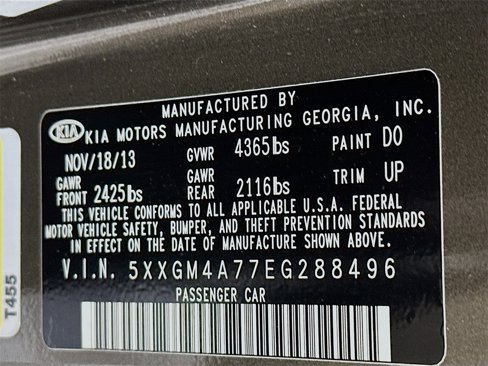 MANUFACTURED BY
KIA KIA MOTORS MANUFACTURING GEORGIA, INC.
NOV/18/13 GVWR 4365lbs PAINT DO
GAWR FRONT 2425lbs GAWR REAR 2116lbs TRIM UP
THIS VEHICLE CONFORMS TO ALL APPLICABLE U.S.A. FEDERAL
MOTOR VEHICLE SAFETY, BUMPER, AND THEFT PREVENTION STANDARDS
IN EFFECT ON THE DATE OF MANUFACTURE SHOWN ABOVE.
V.I.N. 5XXGM4A77EG288496
PASSENGER CAR
T455